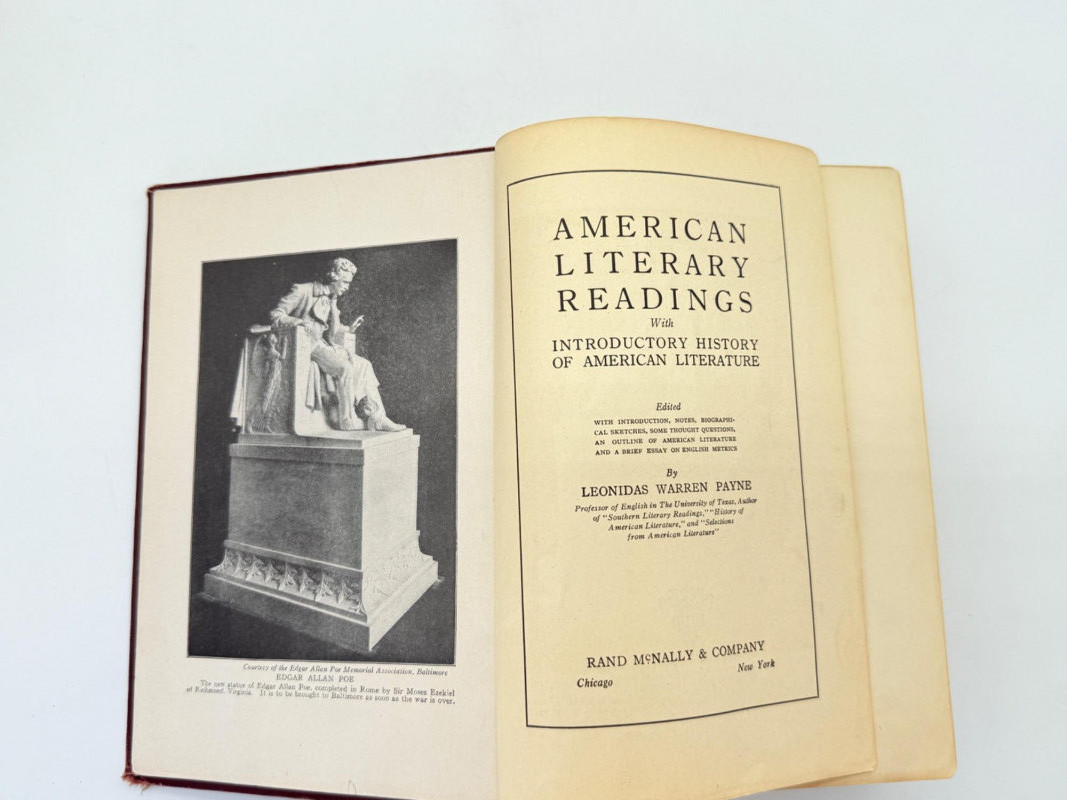 Courtesy of the Edgar Allan Poe Memorial Association, Baltimore
EDGAR ALLAN POE
The new statue of Edgar Allan Poe, completed in Rome by Sir Moses Ezekiel
of Richmond, Virginia. It is to be brought to Baltimore as soon as the war is over.
AMERICAN
LITERARY
READINGS
With
INTRODUCTORY HISTORY
OF AMERICAN LITERATURE
Edited
WITH INTRODUCTION, NOTES, BIOGRAPHI-
CAL SKETCHES, SOME THOUGHT QUESTIONS,
AN OUTLINE OF AMERICAN LITERATURE
AND A BRIEF ESSAY ON ENGLISH METRICS
By
LEONIDAS WARREN PAYNE
Professor of English in The University of Texas, Author
of "Southern Literary Readings," "History of
American Literature," and "Selections
from American Literature"
RAND McNALLY & COMPANY
Chicago New York